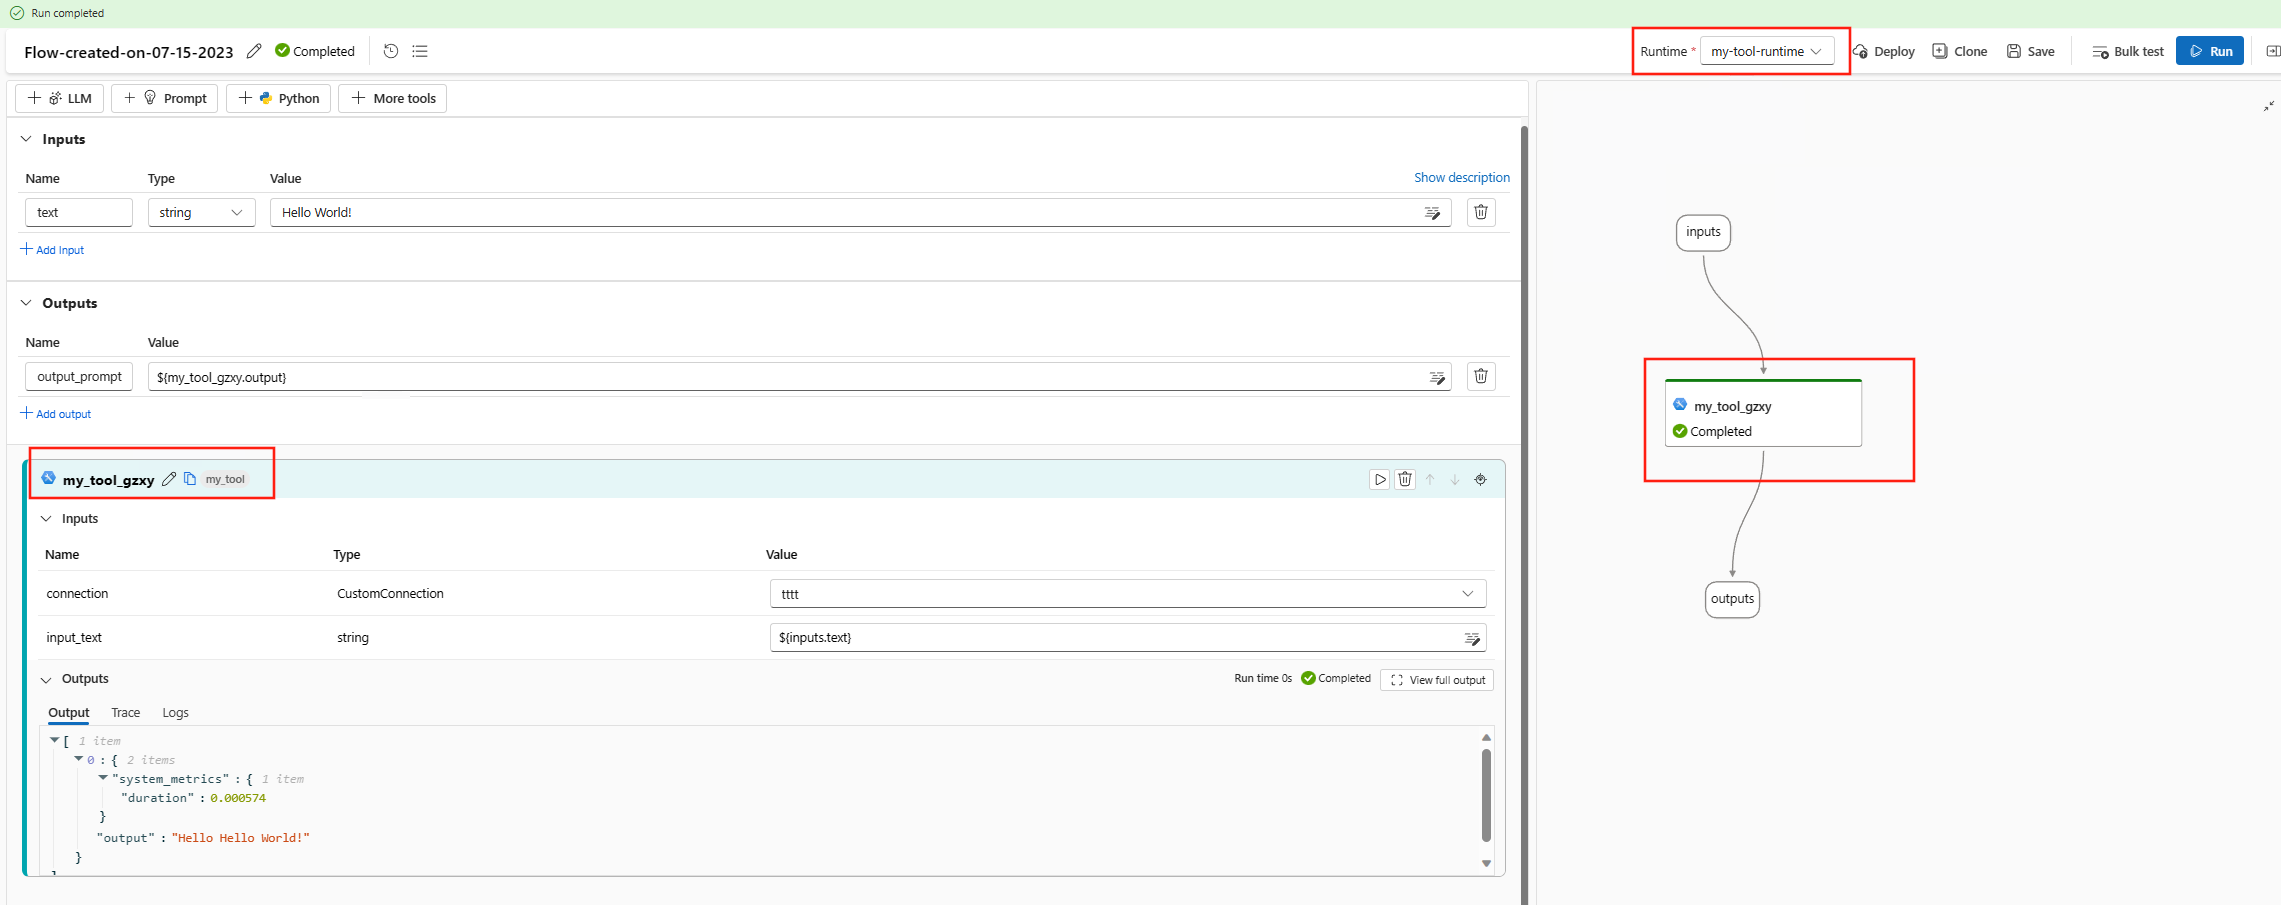 Run completed
Flow-created-on-07-15-2023 Completed Runtime * my-tool-runtime Deploy Clone Save Bulk test Run
LLM Prompt Python More tools
Inputs
Name Type Value Show description
text string Hello World!
Add Input
Outputs
Name Value
output_prompt ${my_tool_gzxy.output}
Add output
my_tool_gzxy my_tool
Inputs
Name Type Value
connection CustomConnection tttt
input_text string ${inputs.text}
Outputs Run time 0s Completed View full output
Output Trace Logs
[ 1 item
0 : { 2 items
"system_metrics" : { 1 item
"duration" : 0.000574
}
"output" : "Hello Hello World!"
}
]
inputs
my_tool_gzxy
Completed
outputs